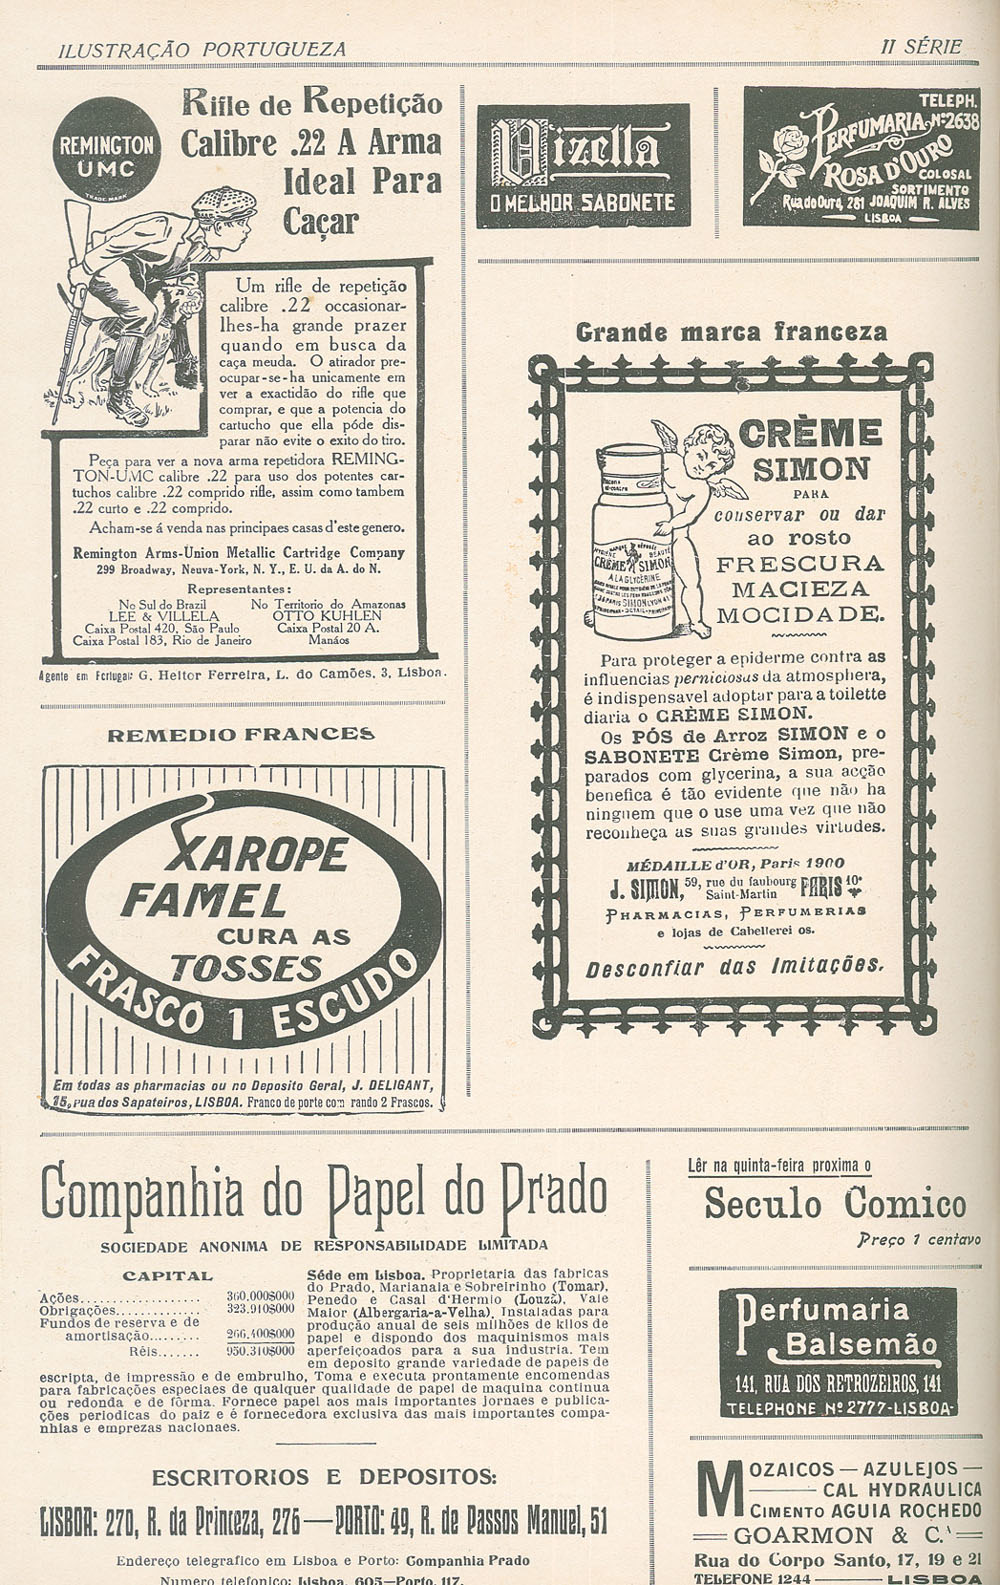 ILUSTRAÇÃO PORTUGUEZA
II SÉRIE
REMINGTON
UMC
TRADE MARK
Rifle de Repetição
Calibre .22 A Arma
Ideal Para
Caçar
Um rifle de repetição
calibre .22 occasionar-
lhes-ha grande prazer
quando em busca da
caça meuda. O atirador pre-
ocupar-se-ha unicamente em
ver a exactidão do rifle que
comprar, e que a potencia do
cartucho que ella póde dis-
parar não evite o exito do tiro.
Peça para ver a nova arma repetidora REMING-
TON-UMC calibre .22 para uso dos potentes car-
tuchos calibre .22 comprido rifle, assim como tambem
.22 curto e .22 comprido.
Acham-se á venda nas principaes casas d'este genero.
Remington Arms-Union Metallic Cartridge Company
299 Broadway, Neuva-York, N. Y., E. U. da A. do N.
Representantes:
No Sul do Brazil
LEE & VILLELA
Caixa Postal 420, São Paulo
Caixa Postal 183, Rio de Janeiro
No Territorio do Amazonas
OTTO KUHLEN
Caixa Postal 20 A.
Manáos
Agente em Portugal: G. Heitor Ferreira, L. do Camões, 3, Lisboa.
REMEDIO FRANCES
XAROPE
FAMEL
CURA AS
TOSSES
FRASCO 1 ESCUDO
Em todas as pharmacias ou no Deposito Geral, J. DELIGANT,
15, rua dos Sapateiros, LISBOA. Franco de porte com rando 2 Frascos.
Vizella
O MELHOR SABONETE
TELEPH.
Nº 2638
PERFUMARIA
ROSA D'OURO
COLOSAL
SORTIMENTO
Rua do Ouro, 281 JOAQUIM R. ALVES
LISBOA
Grande marca franceza
CRÈME
SIMON
PARA
conservar ou dar
ao rosto
FRESCURA
MACIEZA
MOCIDADE.
CRÈME SIMON
A LA GLYCÉRINE
Para proteger a epiderme contra as
influencias perniciosas da atmosphera,
é indispensavel adoptar para a toilette
diaria o CRÈME SIMON.
Os PÓS de Arroz SIMON e o
SABONETE Crème Simon, pre-
parados com glycerina, a sua acção
benefica é tão evidente que não ha
ninguem que o use uma vez que não
reconheça as suas grandes virtudes.
MÉDAILLE d'OR, Paris 1900
J. SIMON, 59, rue du faubourg Saint-Martin PARIS 10e
PHARMACIAS, PERFUMERIAS
e lojas de Cabellerei os.
Desconfiar das Imitações.
Companhia do Papel do Prado
SOCIEDADE ANONIMA DE RESPONSABILIDADE LIMITADA
CAPITAL
Ações.................... 360.000$000
Obrigações.............. 323.910$000
Fundos de reserva e de
amortisação......... 266.400$000
Réis....... 950.310$000
Séde em Lisboa. Proprietaria das fabricas
do Prado, Marianaia e Sobreirinho (Tomar),
Penedo e Casal d'Hermio (Louzã), Vale
Maior (Albergaria-a-Velha). Instaladas para
produção anual de seis milhões de kilos de
papel e dispondo dos maquinismos mais
aperfeiçoados para a sua industria. Tem
em deposito grande variedade de papeis de
escripta, de impressão e de embrulho, Toma e executa prontamente encomendas
para fabricações especiaes de qualquer qualidade de papel de maquina continua
ou redonda e de fôrma. Fornece papel aos mais importantes jornaes e publica-
ções periodicas do paiz e é fornecedora exclusiva das mais importantes compa-
nhias e emprezas nacionaes.
ESCRITORIOS E DEPOSITOS:
LISBOA: 270, R. da Princeza, 276—PORTO: 49, R. de Passos Manuel, 51
Endereço telegrafico em Lisboa e Porto: Companhia Prado
Numero telefonico: Lisboa, 605—Porto, 117.
Lêr na quinta-feira proxima o
Seculo Comico
Preço 1 centavo
Perfumaria
Balsemão
141, RUA DOS RETROZEIROS, 141
TELEPHONE Nº 2777-LISBOA
MOZAICOS — AZULEJOS —
CAL HYDRAULICA
CIMENTO AGUIA ROCHEDO
GOARMON & C.ª
Rua do Corpo Santo, 17, 19 e 21
TELEFONE 1244 — LISBOA